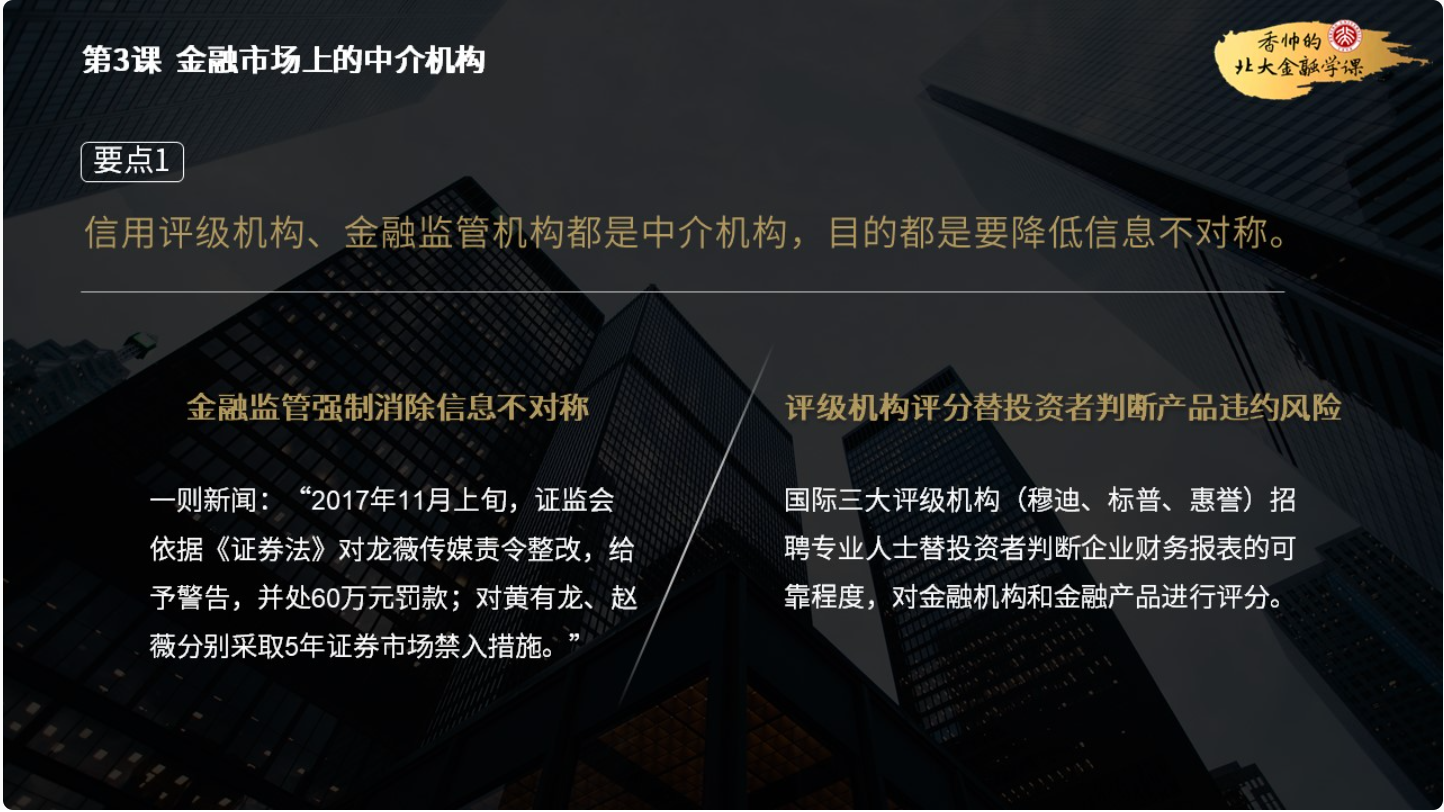 第3课 金融市场上的中介机构
香帅的
北大金融学课
要点1
信用评级机构、金融监管机构都是中介机构，目的都是要降低信息不对称。
金融监管强制消除信息不对称
一则新闻：“2017年11月上旬，证监会
依据《证券法》对龙薇传媒责令整改，给
予警告，并处60万元罚款；对黄有龙、赵
薇分别采取5年证券市场禁入措施。”
评级机构评分替投资者判断产品违约风险
国际三大评级机构（穆迪、标普、惠誉）招
聘专业人士替投资者判断企业财务报表的可
靠程度，对金融机构和金融产品进行评分。